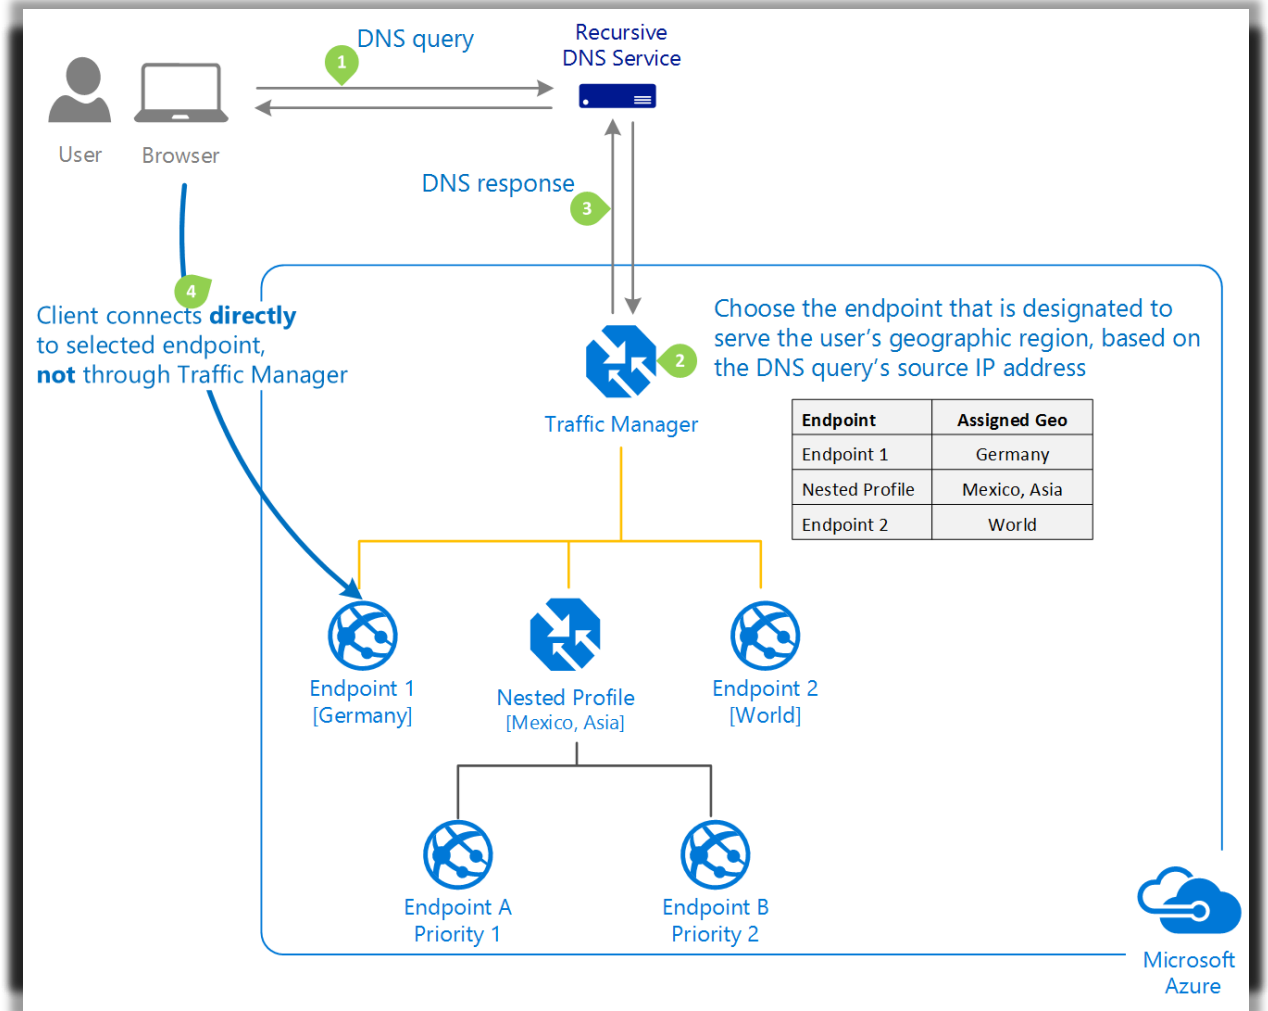 DNS query
1
Recursive
DNS Service
User
Browser
DNS response
3
4
Client connects directly
to selected endpoint,
not through Traffic Manager
Choose the endpoint that is designated to
serve the user's geographic region, based on
the DNS query's source IP address
2
Traffic Manager
Endpoint Assigned Geo
Endpoint 1 Germany
Nested Profile Mexico, Asia
Endpoint 2 World
Endpoint 1
[Germany]
Nested Profile
[Mexico, Asia]
Endpoint 2
[World]
Endpoint A
Priority 1
Endpoint B
Priority 2
Microsoft
Azure